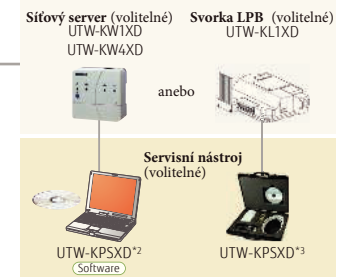 Síťový server (volitelné)
UTW-KW1XD
UTW-KW4XD
Svorka LPB (volitelné)
UTW-KL1XD
anebo
Servisní nástroj
(volitelné)
UTW-KPSXD*2
Software
UTW-KPSXD*3